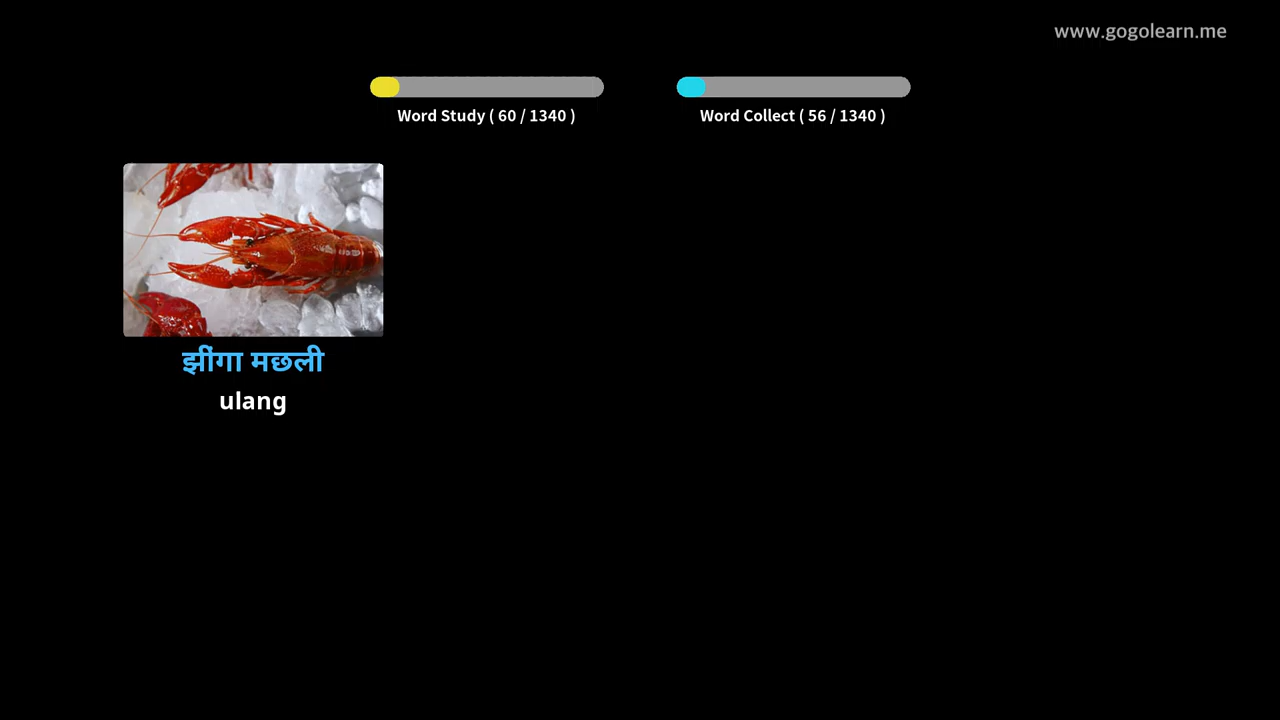 www.gogolearn.me
Word Study ( 60 / 1340 )
Word Collect ( 56 / 1340 )
झींगा मछली
ulang